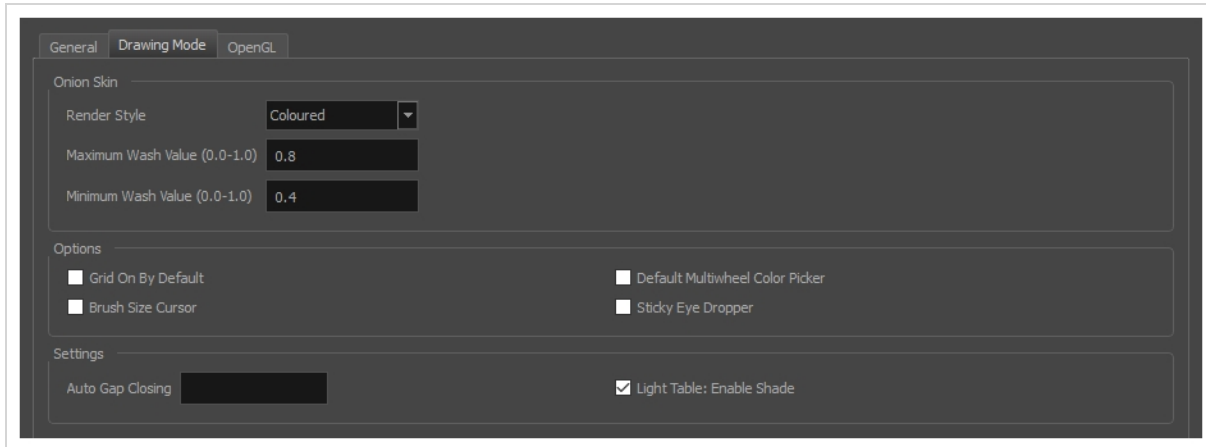 General Drawing Mode OpenGL
Onion Skin
Render Style Coloured
Maximum Wash Value (0.0-1.0) 0.8
Minimum Wash Value (0.0-1.0) 0.4
Options
Grid On By Default Default Multiwheel Color Picker
Brush Size Cursor Sticky Eye Dropper
Settings
Auto Gap Closing Light Table: Enable Shade